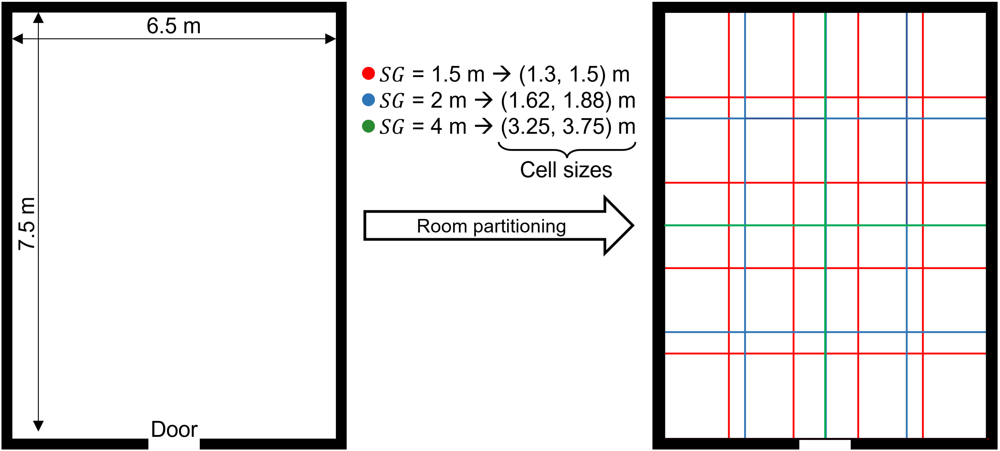 6.5 m
7.5 m
Door
SG = 1.5 m → (1.3, 1.5) m
SG = 2 m → (1.62, 1.88) m
SG = 4 m → (3.25, 3.75) m
Cell sizes
Room partitioning